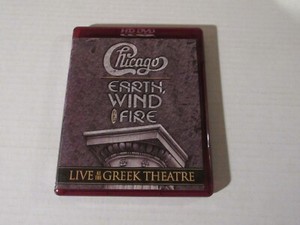 HD DVD
Chicago
EARTH,
WIND
& FIRE
LIVE AT THE GREEK THEATRE